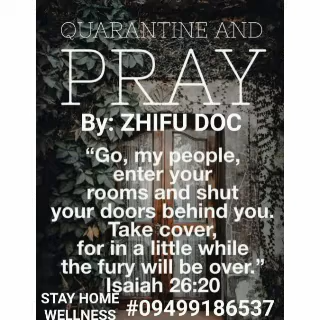 QUARANTINE AND
PRAY
By: ZHIFU DOC
“Go, my people,
enter your
rooms and shut
your doors behind you.
Take cover,
for in a little while
the fury will be over.”
Isaiah 26:20
STAY HOME
WELLNESS
#09499186537